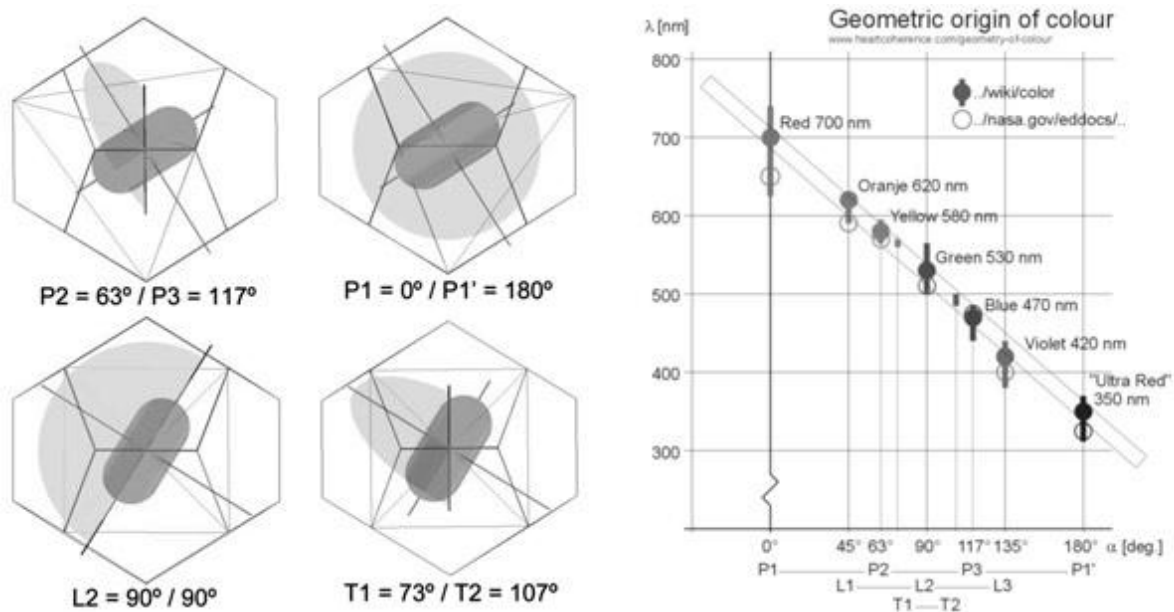 P2 = 63º / P3 = 117º
P1 = 0º / P1' = 180º
L2 = 90º / 90º
T1 = 73º / T2 = 107º
Geometric origin of colour
www.heartcoherence.com/geometry-of-colour
λ [nm]
800
700
600
500
400
300
../wiki/color
../nasa.gov/eddocs/..
Red 700 nm
Oranje 620 nm
Yellow 580 nm
Green 530 nm
Blue 470 nm
Violet 420 nm
"Ultra Red"
350 nm
0° 45° 63° 90° 117° 135° 180° α [deg.]
P1 P2 P3 P1'
L1 L2 L3
T1 T2